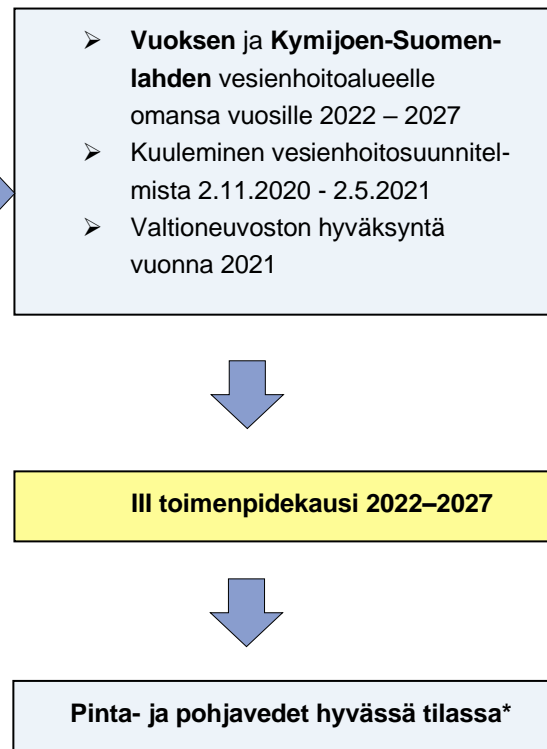 ➢ Vuoksen ja Kymijoen-Suomen-
lahden vesienhoitoalueelle
omansa vuosille 2022 – 2027
➢ Kuuleminen vesienhoitosuunnitel-
mista 2.11.2020 - 2.5.2021
➢ Valtioneuvoston hyväksyntä
vuonna 2021
III toimenpidekausi 2022–2027
Pinta- ja pohjavedet hyvässä tilassa*